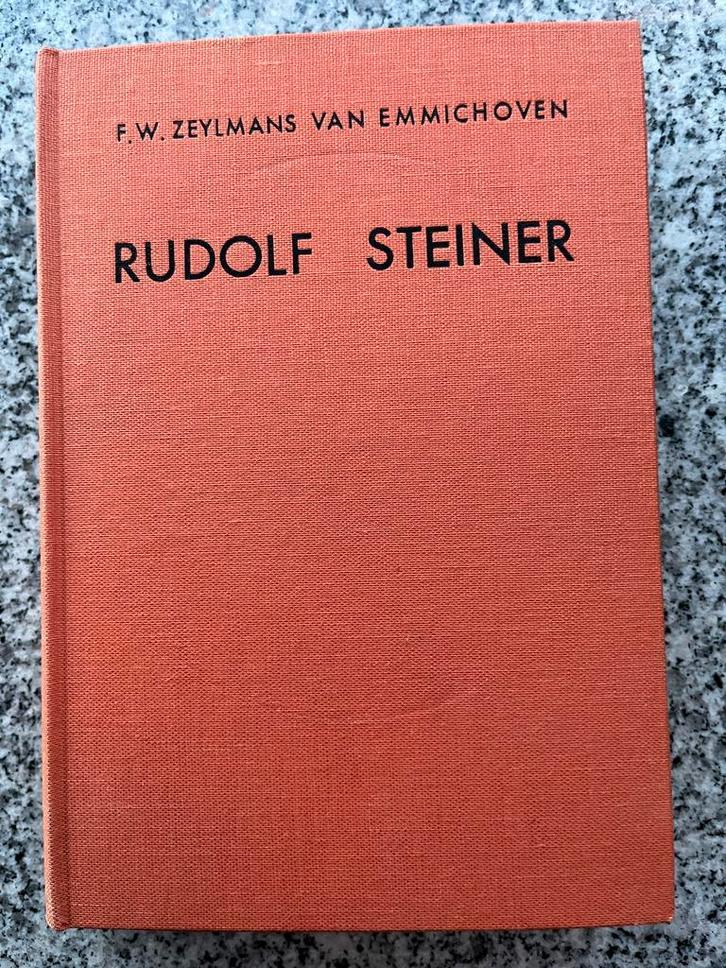 F.W. ZEYLMANS VAN EMMICHOVEN
RUDOLF STEINER